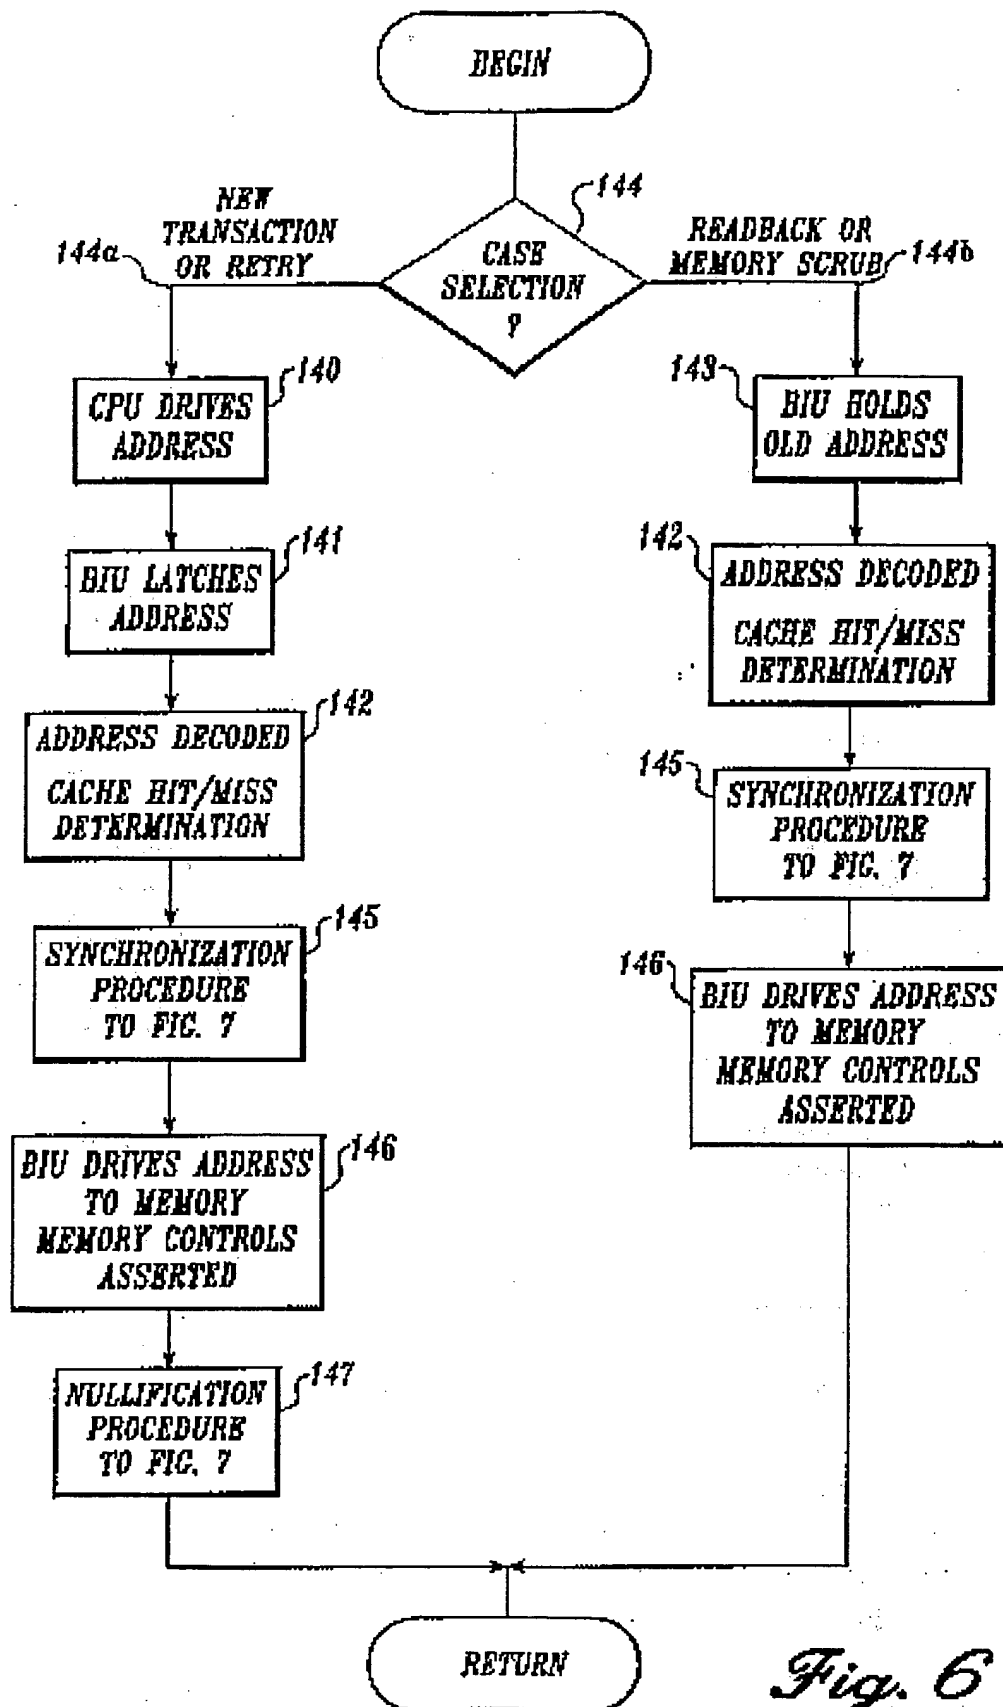 BEGIN
144
CASE
SELECTION
?
NEW
TRANSACTION
OR RETRY
144a
READBACK OR
MEMORY SCRUB
144b
CPU DRIVES
ADDRESS
140
BIU LATCHES
ADDRESS
141
ADDRESS DECODED
CACHE HIT/MISS
DETERMINATION
142
SYNCHRONIZATION
PROCEDURE
TO FIG. 7
145
BIU DRIVES ADDRESS
TO MEMORY
MEMORY CONTROLS
ASSERTED
146
NULLIFICATION
PROCEDURE
TO FIG. 7
147
143
BIU HOLDS
OLD ADDRESS
142
ADDRESS DECODED
CACHE HIT/MISS
DETERMINATION
145
SYNCHRONIZATION
PROCEDURE
TO FIG. 7
146
BIU DRIVES ADDRESS
TO MEMORY
MEMORY CONTROLS
ASSERTED
RETURN
Fig. 6